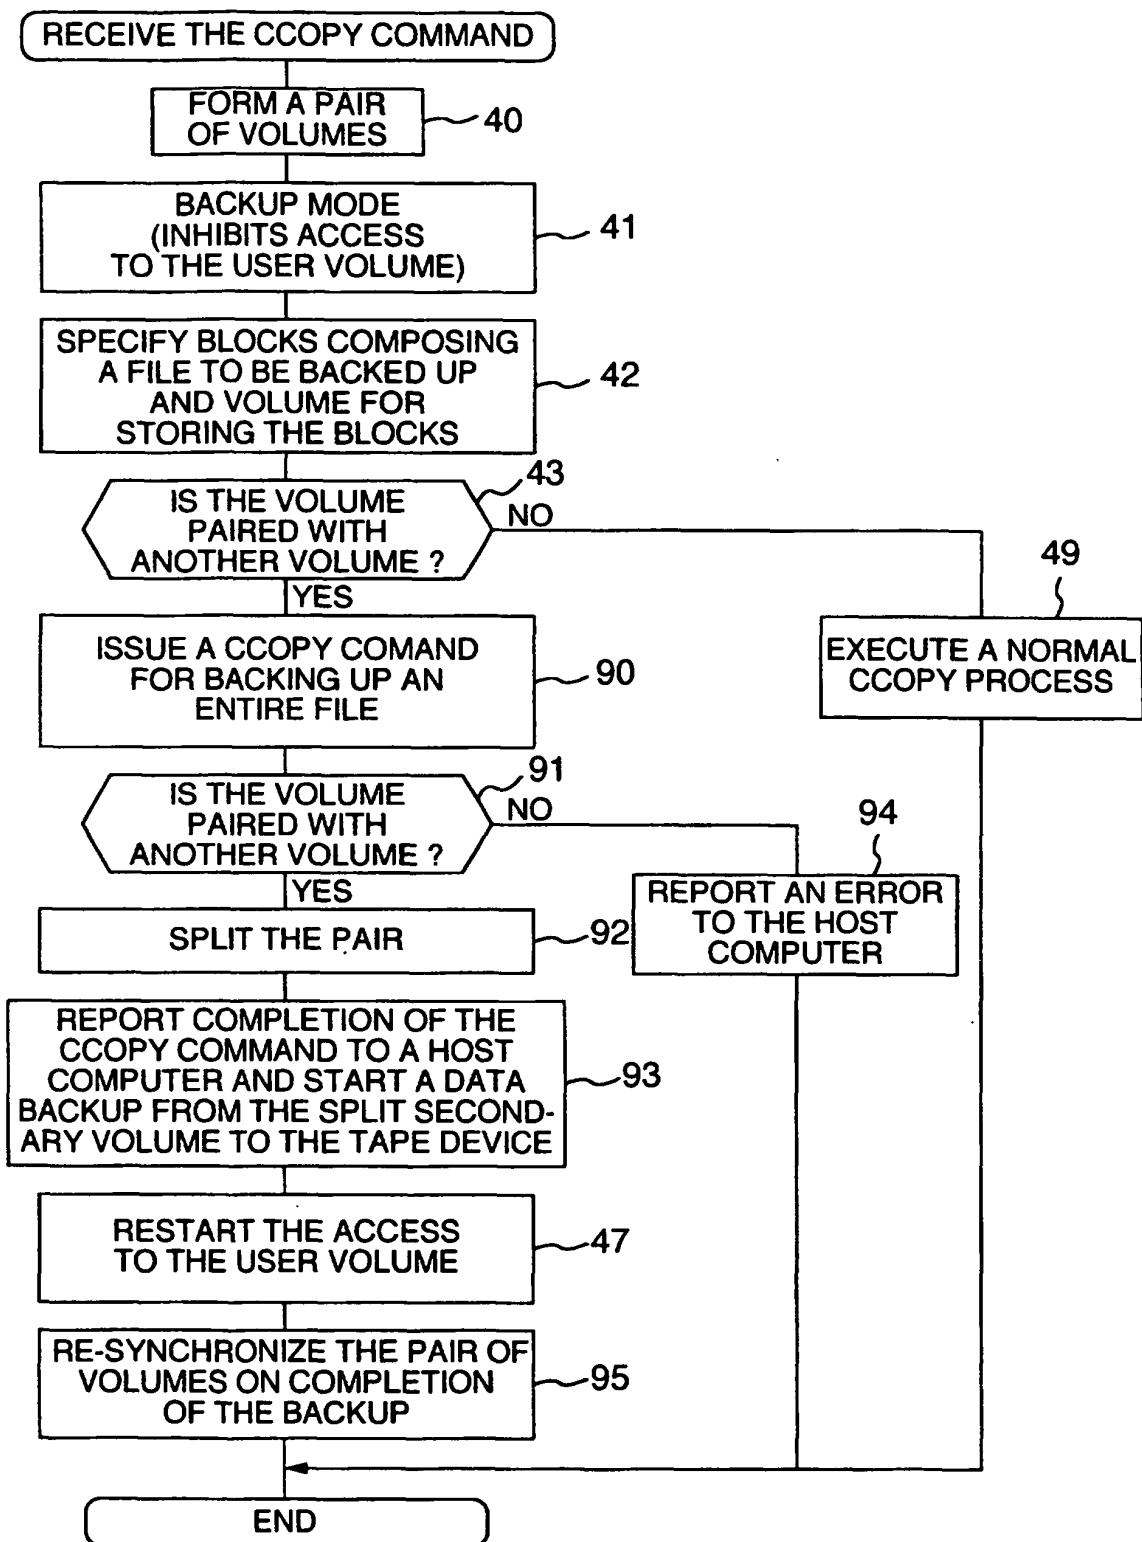 RECEIVE THE CCOPY COMMAND
FORM A PAIR
OF VOLUMES
40
BACKUP MODE
(INHIBITS ACCESS
TO THE USER VOLUME)
41
SPECIFY BLOCKS COMPOSING
A FILE TO BE BACKED UP
AND VOLUME FOR
STORING THE BLOCKS
42
IS THE VOLUME
PAIRED WITH
ANOTHER VOLUME ?
43
NO
YES
49
EXECUTE A NORMAL
CCOPY PROCESS
ISSUE A CCOPY COMAND
FOR BACKING UP AN
ENTIRE FILE
90
IS THE VOLUME
PAIRED WITH
ANOTHER VOLUME ?
91
NO
YES
94
REPORT AN ERROR
TO THE HOST
COMPUTER
SPLIT THE PAIR
92
REPORT COMPLETION OF THE
CCOPY COMMAND TO A HOST
COMPUTER AND START A DATA
BACKUP FROM THE SPLIT SECOND-
ARY VOLUME TO THE TAPE DEVICE
93
RESTART THE ACCESS
TO THE USER VOLUME
47
RE-SYNCHRONIZE THE PAIR OF
VOLUMES ON COMPLETION
OF THE BACKUP
95
END